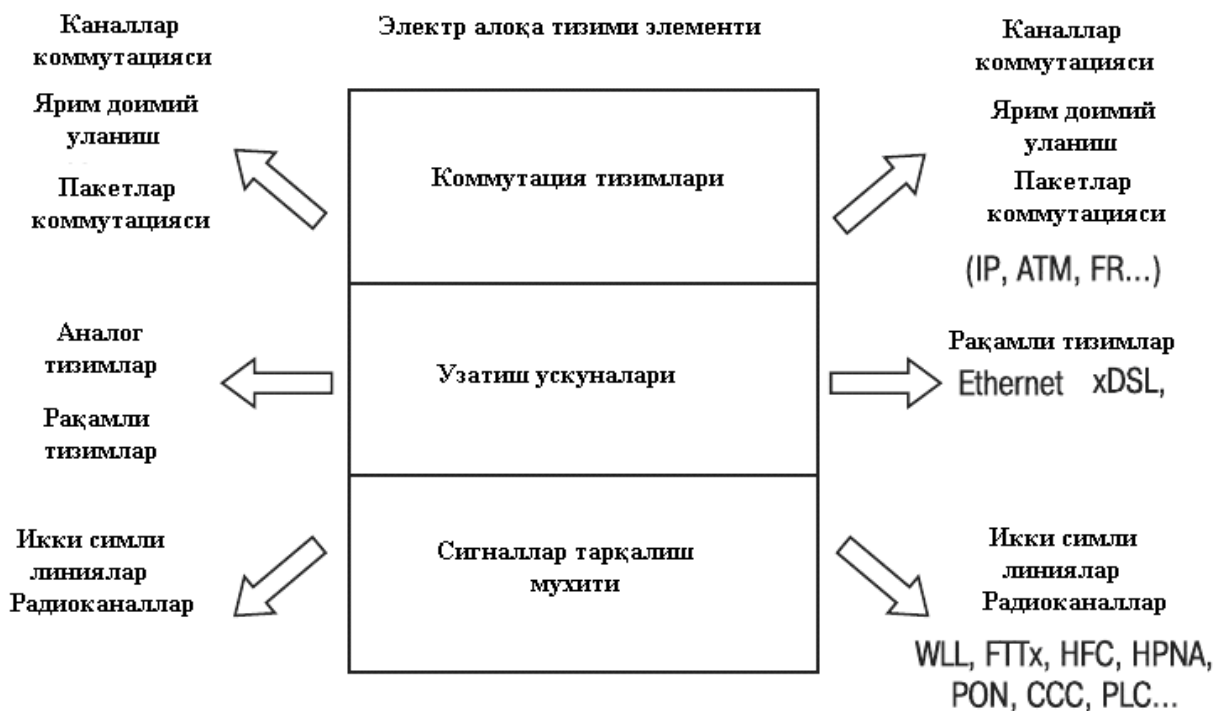 Каналлар
коммутацияси
Ярим доимий
уланиш
Пакетлар
коммутацияси
Аналог
тизимлар
Рақамли
тизимлар
Икки симли
линиялар
Радиоканаллар
Электр алоқа тизими элементи
Коммутация тизимлари
Узатиш ускуналари
Сигналлар тарқалиш
мухити
Каналлар
коммутацияси
Ярим доимий
уланиш
Пакетлар
коммутацияси
(IP, ATM, FR...)
Рақамли тизимлар
Ethernet xDSL,
Икки симли
линиялар
Радиоканаллар
WLL, FTTx, HFC, HPNA,
PON, CCC, PLC...